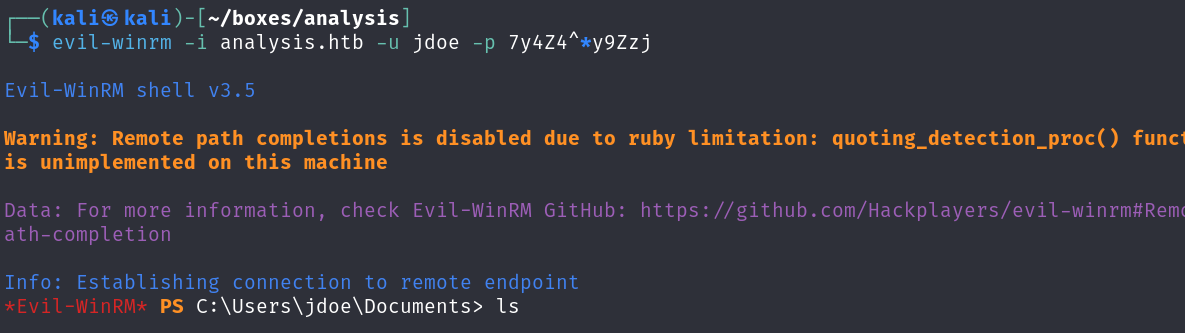 ┌──(kali㉿kali)-[~/boxes/analysis]
└─$ evil-winrm -i analysis.htb -u jdoe -p 7y4Z4^*y9Zzj
Evil-WinRM shell v3.5
Warning: Remote path completions is disabled due to ruby limitation: quoting_detection_proc() funct
is unimplemented on this machine
Data: For more information, check Evil-WinRM GitHub: https://github.com/Hackplayers/evil-winrm#Remo
ath-completion
Info: Establishing connection to remote endpoint
*Evil-WinRM* PS C:\Users\jdoe\Documents> ls